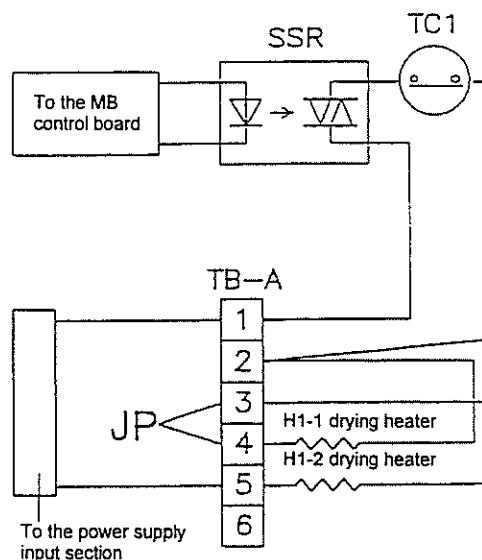 TC1
SSR
To the MB
control board
TB-A
1
2
3
JP
H1-1 drying heater
4
H1-2 drying heater
5
6
To the power supply
input section